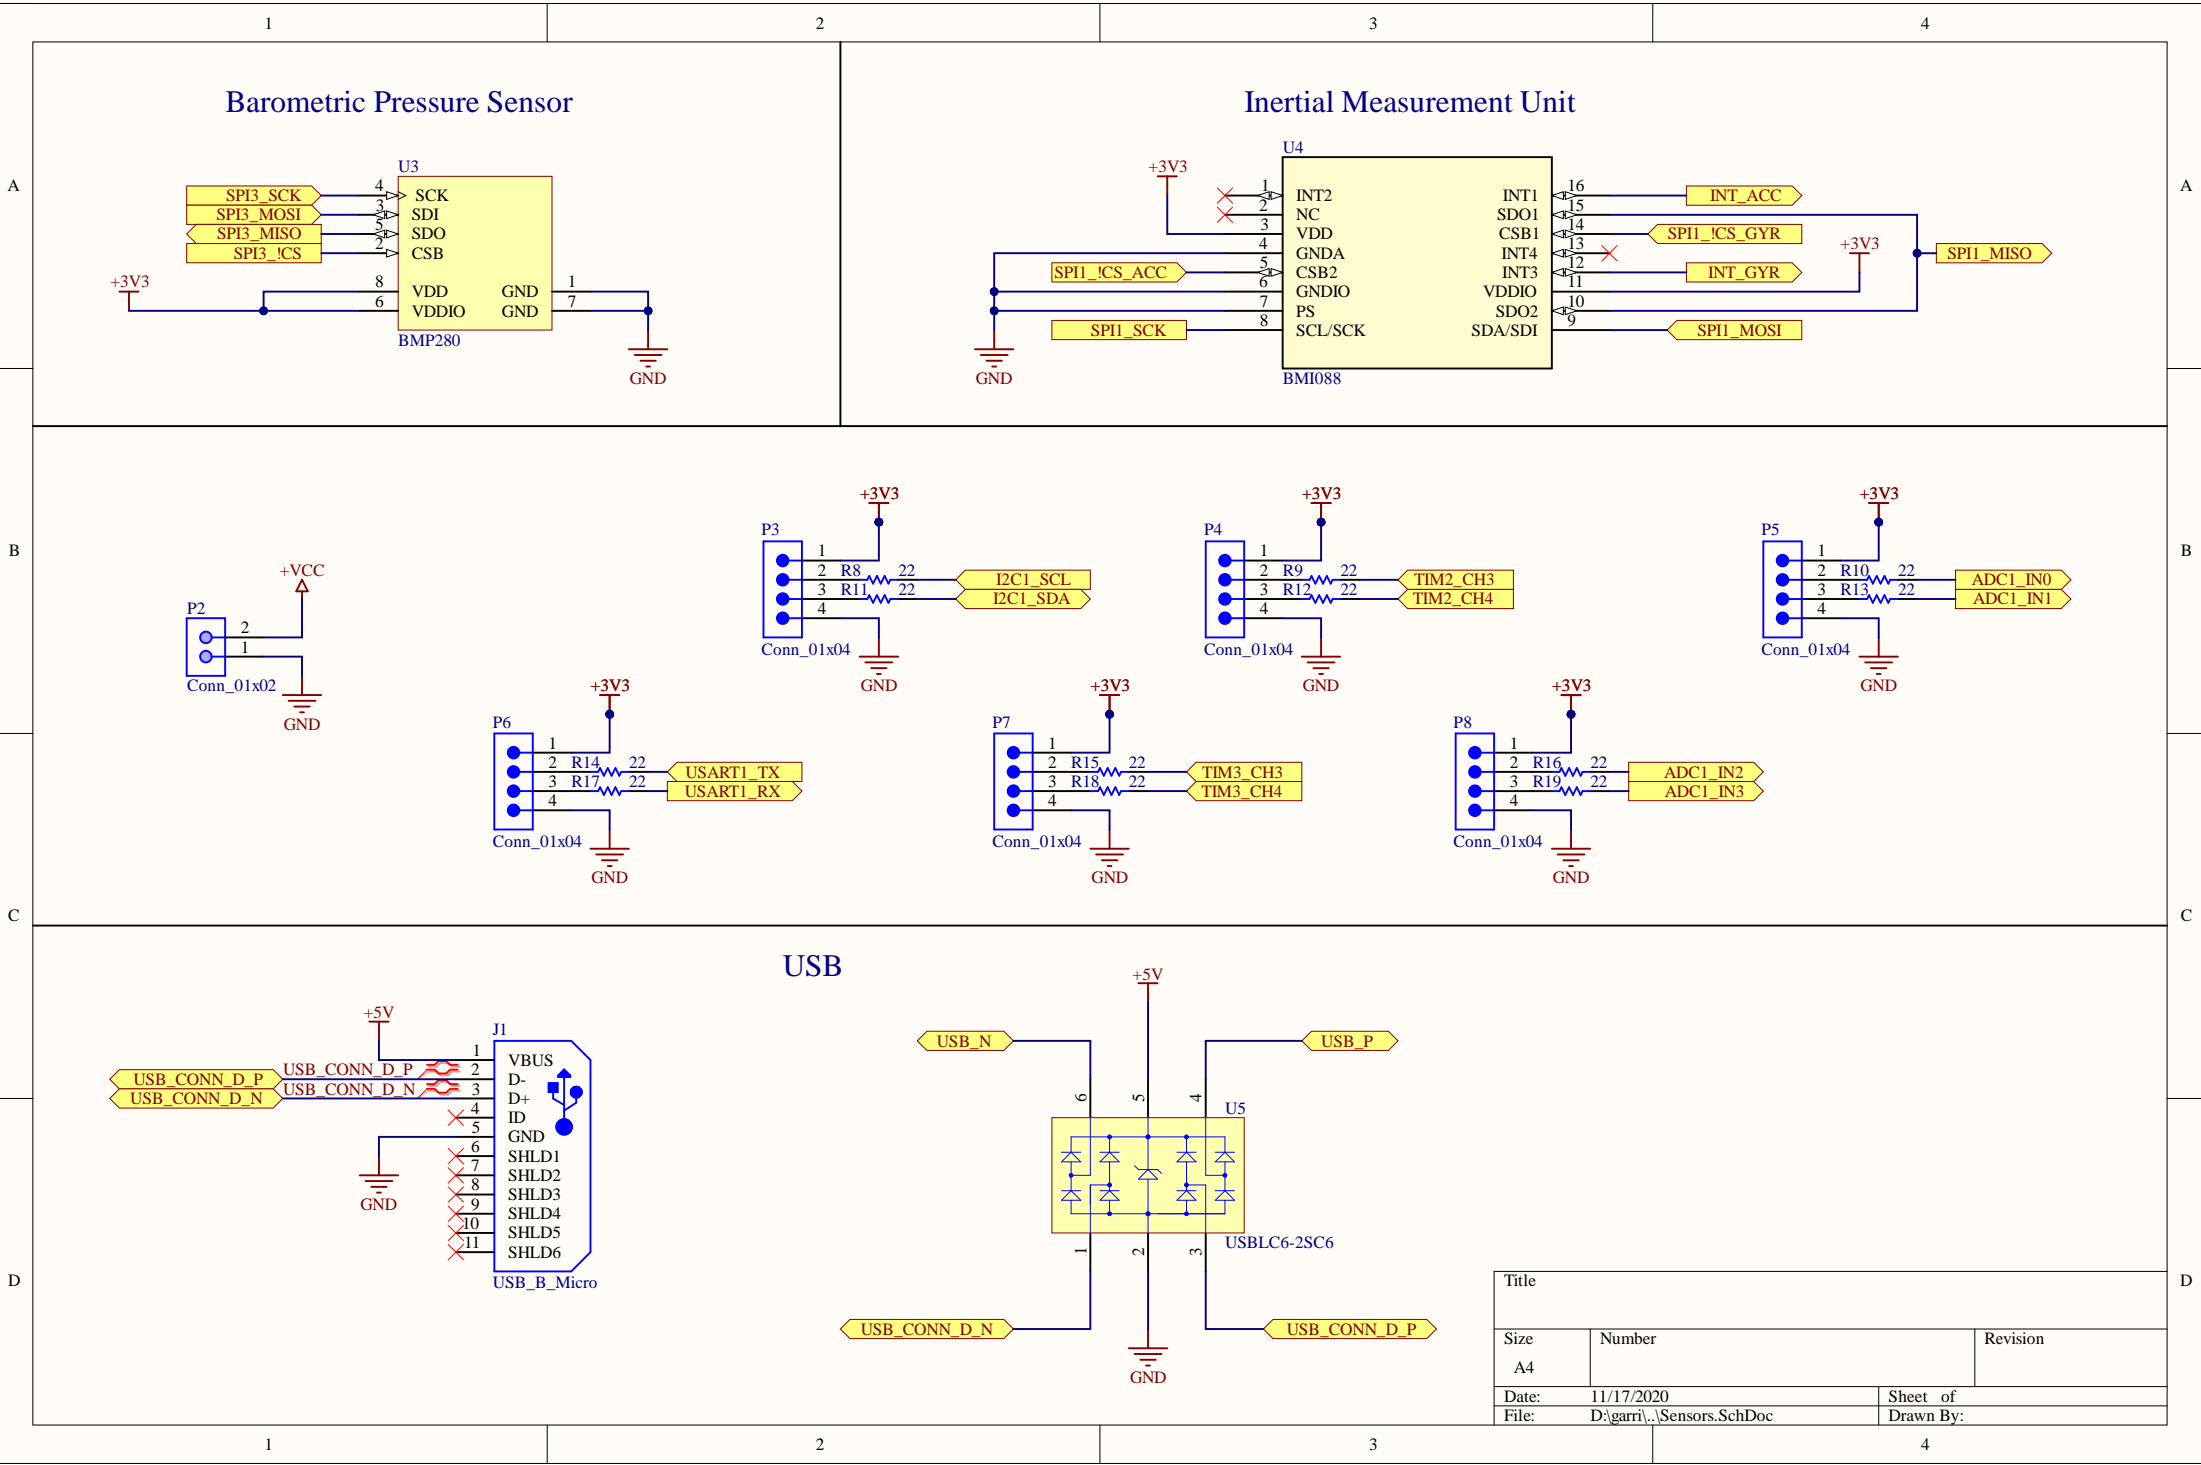 1 2 3 4
Barometric Pressure Sensor
Inertial Measurement Unit
A
A
U3
SPI3_SCK 4 SCK
SPI3_MOSI 3 SDI
SPI3_MISO 5 SDO
SPI3_!CS 2 CSB
+3V3
8 VDD GND 1
6 VDDIO GND 7
BMP280
GND
U4
+3V3
1 INT2 INT1 16 INT_ACC
2 NC SDO1 15
3 VDD CSB1 14 SPI1_!CS_GYR
4 GNDA INT4 13 +3V3 SPI1_MISO
SPI1_!CS_ACC 5 CSB2 INT3 12 INT_GYR
6 GNDIO VDDIO 11
7 PS SDO2 10
SPI1_SCK 8 SCL/SCK SDA/SDI 9 SPI1_MOSI
BMI088
GND
B
B
+VCC
P2
2
1
Conn_01x02
GND
+3V3
P3
1
2 R8 22 I2C1_SCL
3 R11 22 I2C1_SDA
4
Conn_01x04
GND
+3V3
P4
1
2 R9 22 TIM2_CH3
3 R12 22 TIM2_CH4
4
Conn_01x04
GND
+3V3
P5
1
2 R10 22 ADC1_IN0
3 R13 22 ADC1_IN1
4
Conn_01x04
GND
+3V3
P6
1
2 R14 22 USART1_TX
3 R17 22 USART1_RX
4
Conn_01x04
GND
+3V3
P7
1
2 R15 22 TIM3_CH3
3 R18 22 TIM3_CH4
4
Conn_01x04
GND
+3V3
P8
1
2 R16 22 ADC1_IN2
3 R19 22 ADC1_IN3
4
Conn_01x04
GND
C
C
USB
+5V
J1
1 VBUS
USB_CONN_D_P USB_CONN_D_P 2 D-
USB_CONN_D_N USB_CONN_D_N 3 D+
4 ID
5 GND
6 SHLD1
7 SHLD2
8 SHLD3
9 SHLD4
10 SHLD5
11 SHLD6
GND
USB_B_Micro
+5V
USB_N USB_P
6 5 4
U5
USBLC6-2SC6
1 2 3
USB_CONN_D_N USB_CONN_D_P
GND
D
D
Title
Size Number Revision
A4
Date: 11/17/2020 Sheet of
File: D:\garri\..\Sensors.SchDoc Drawn By:
1 2 3 4